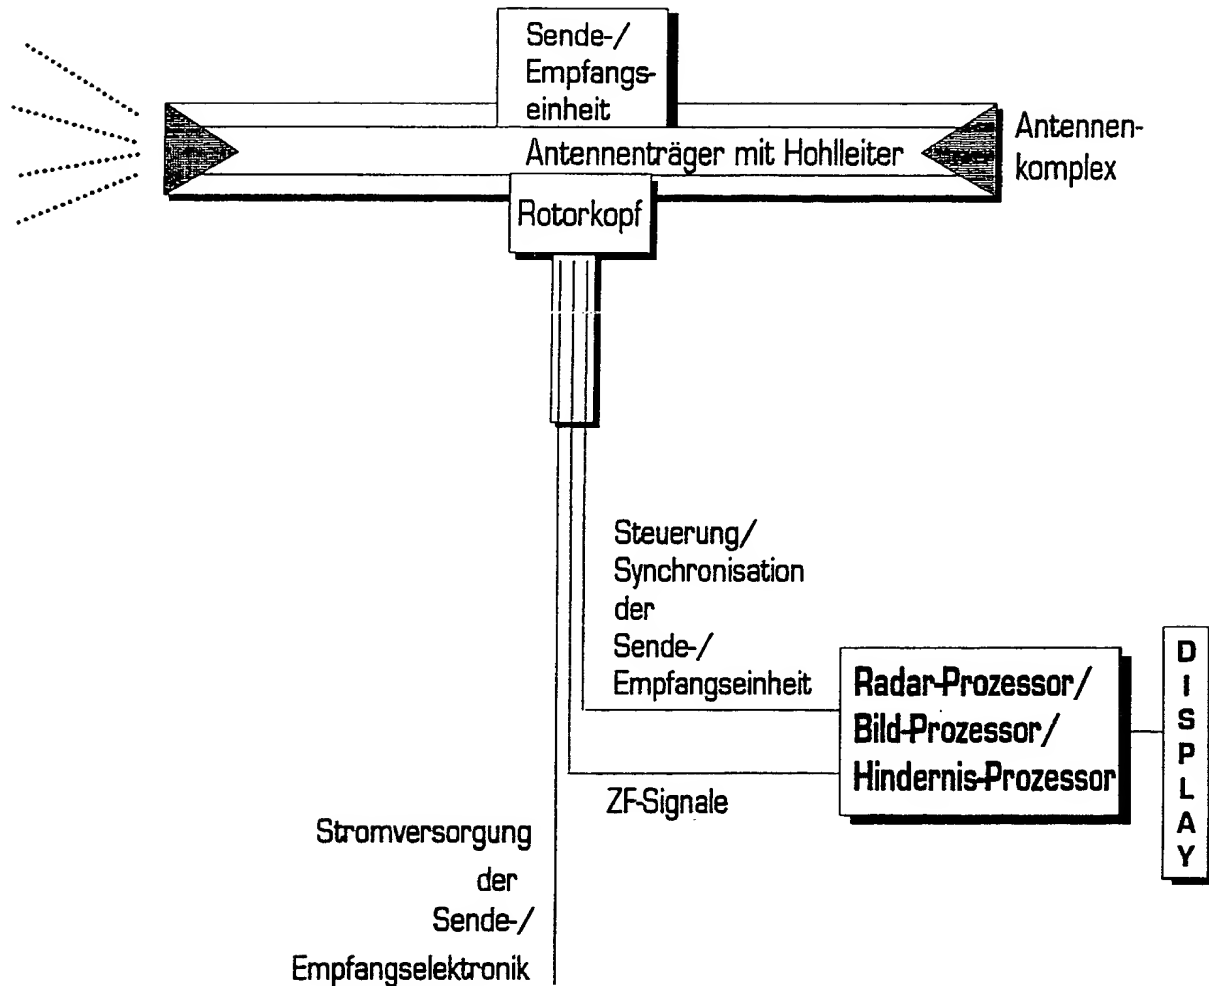 Sende-/
Empfangs-
einheit
Antennenträger mit Hohlleiter
Antennen-
komplex
Rotorkopf
Steuerung/
Synchronisation
der
Sende-/
Empfangseinheit
Radar-Prozessor/
Bild-Prozessor/
Hindernis-Prozessor
D
I
S
P
L
A
Y
ZF-Signale
Stromversorgung
der
Sende-/
Empfangselektronik